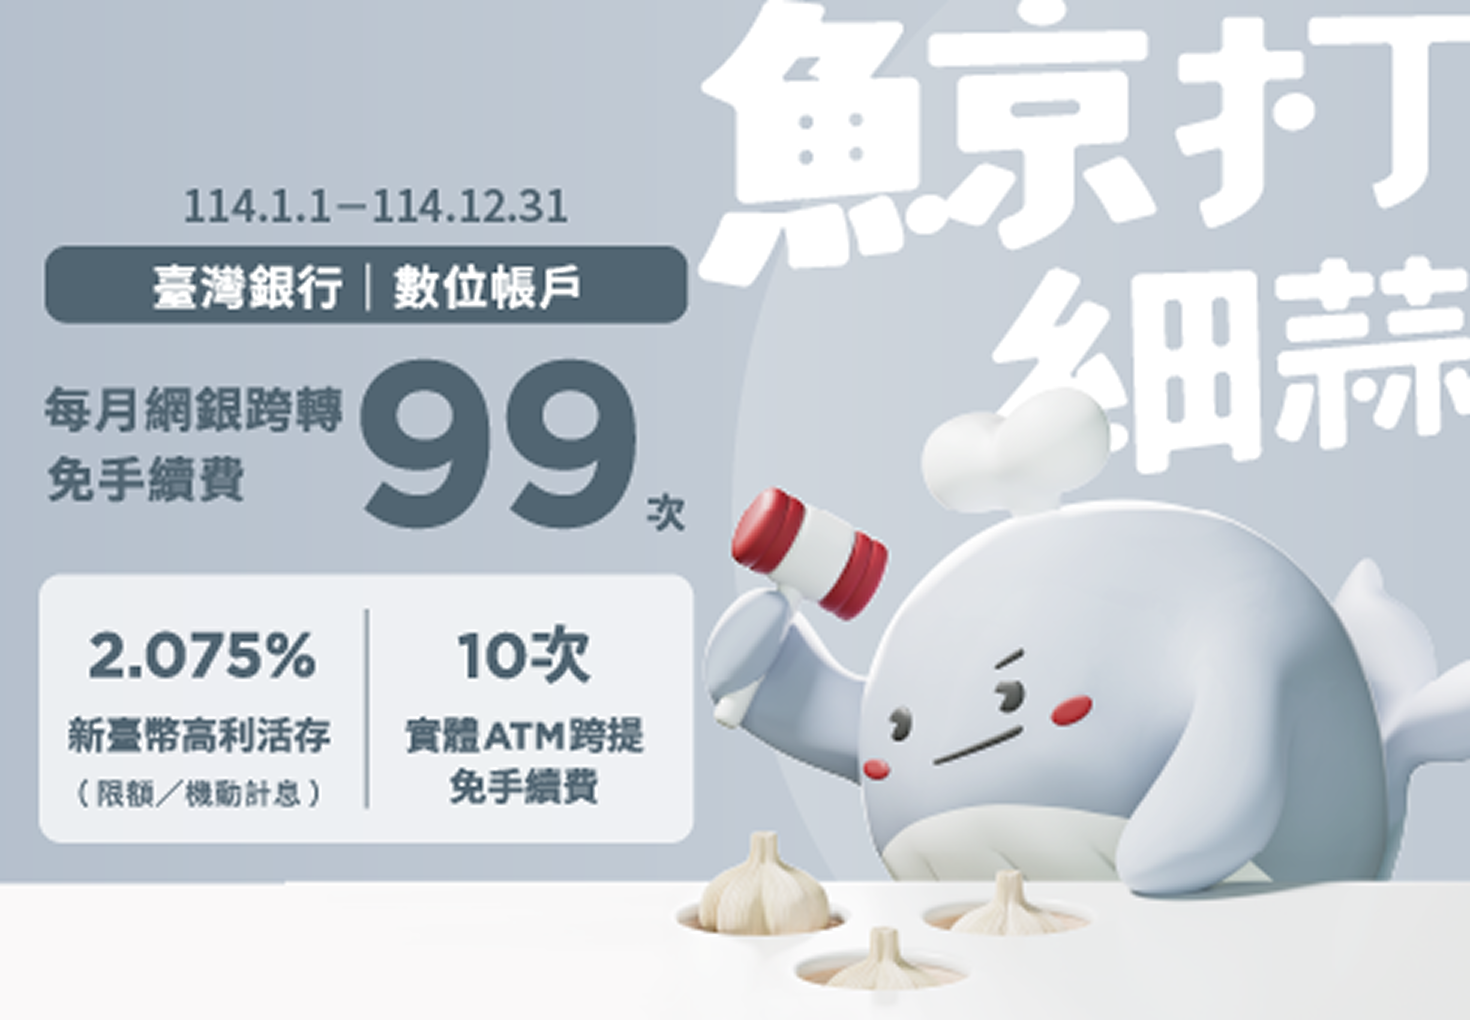 鯨打
細蒜
114.1.1－114.12.31
臺灣銀行｜數位帳戶
每月網銀跨轉
免手續費
99次
2.075%
新臺幣高利活存
（限額／機動計息）
10次
實體ATM跨提
免手續費